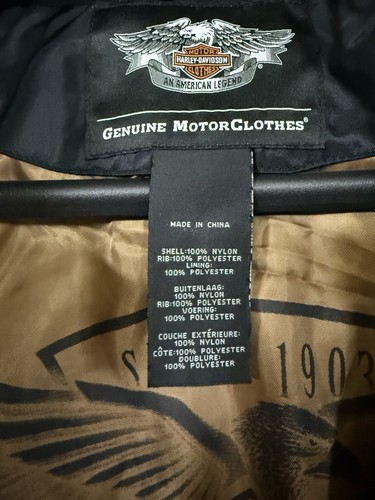 MOTOR
HARLEY-DAVIDSON
CLOTHES
AN AMERICAN LEGEND
GENUINE MOTORCLOTHES®
MADE IN CHINA
SHELL:100% NYLON
RIB:100% POLYESTER
LINING:
100% POLYESTER
BUITENLAAG:
100% NYLON
RIB:100% POLYESTER
VOERING:
100% POLYESTER
COUCHE EXTÉRIEURE:
100% NYLON
CÔTE:100% POLYESTER
DOUBLURE:
100% POLYESTER
S 1903